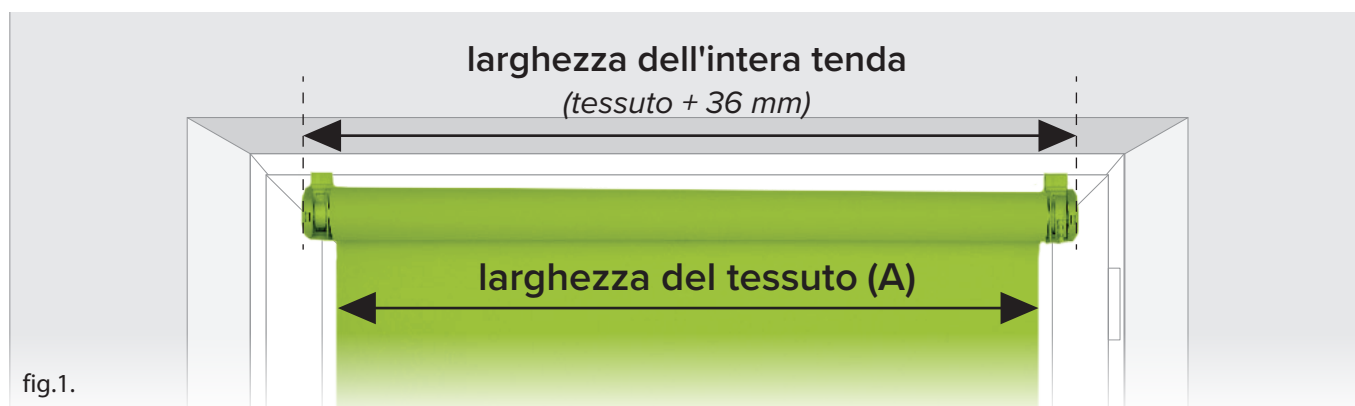 larghezza dell'intera tenda
(tessuto + 36 mm)
larghezza del tessuto (A)
fig.1.